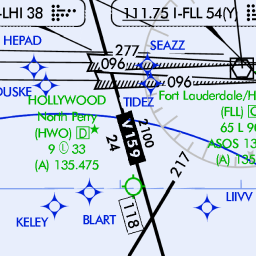 -LHI 38
111.75 I-FLL 54(Y)
HEPAD
SEAZZ
277
096
096
OUSKE
TIDEZ
HOLLYWOOD
North Perry
(HWO) D
9 L 33
(A) 135.475
Fort Lauderdale/H
(FLL) C
65 L 9
ASOS 13
(A) 135
V159
2100
24
217
118
KELEY
BLART
LIIVV